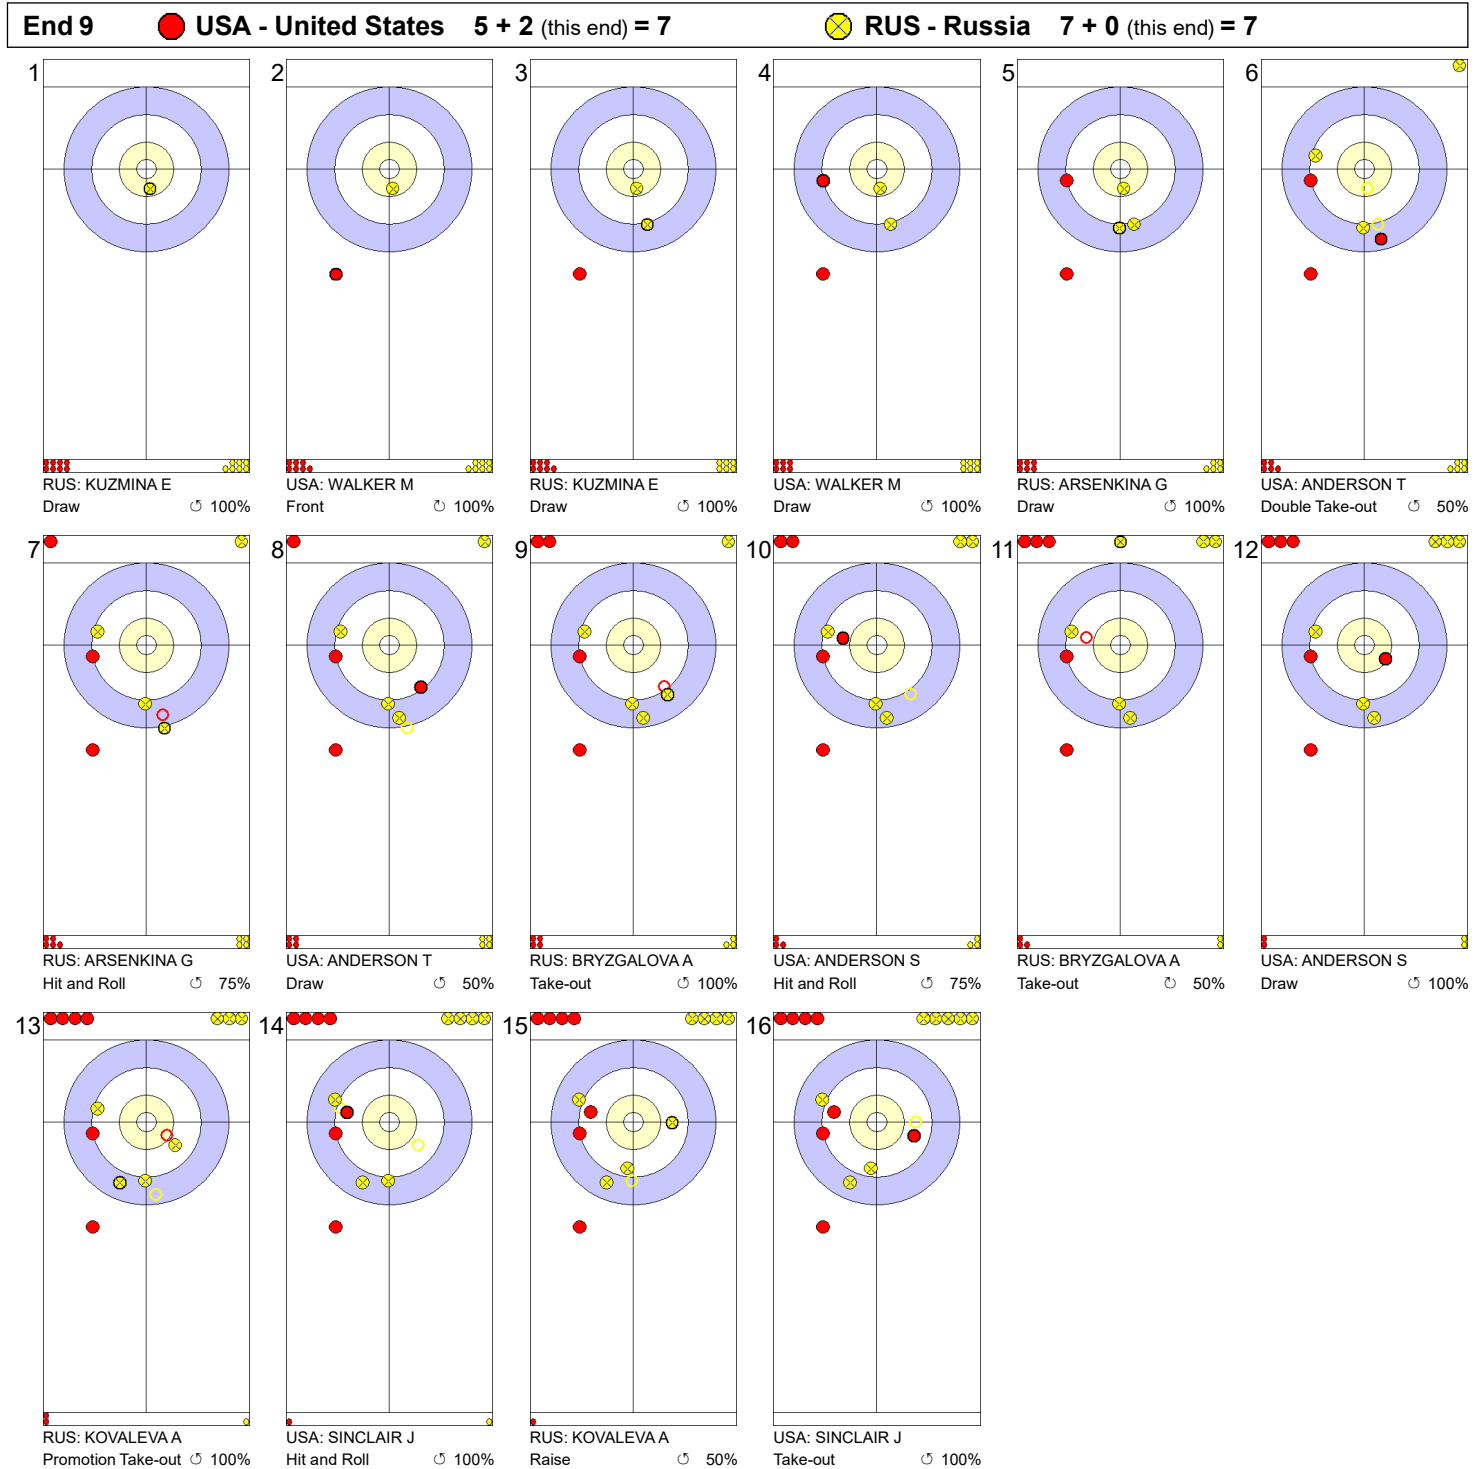 End 9 USA - United States 5 + 2 (this end) = 7 RUS - Russia 7 + 0 (this end) = 7
1 2 3 4 5 6
RUS: KUZMINA E USA: WALKER M RUS: KUZMINA E USA: WALKER M RUS: ARSENKINA G USA: ANDERSON T
Draw ↺ 100% Front ↺ 100% Draw ↺ 100% Draw ↺ 100% Draw ↺ 100% Double Take-out ↺ 50%
7 8 9 10 11 12
RUS: ARSENKINA G USA: ANDERSON T RUS: BRYZGALOVA A USA: ANDERSON S RUS: BRYZGALOVA A USA: ANDERSON S
Hit and Roll ↺ 75% Draw ↺ 50% Take-out ↺ 100% Hit and Roll ↺ 75% Take-out ↻ 50% Draw ↺ 100%
13 14 15 16
RUS: KOVALEVA A USA: SINCLAIR J RUS: KOVALEVA A USA: SINCLAIR J
Promotion Take-out ↺ 100% Hit and Roll ↺ 100% Raise ↺ 50% Take-out ↺ 100%